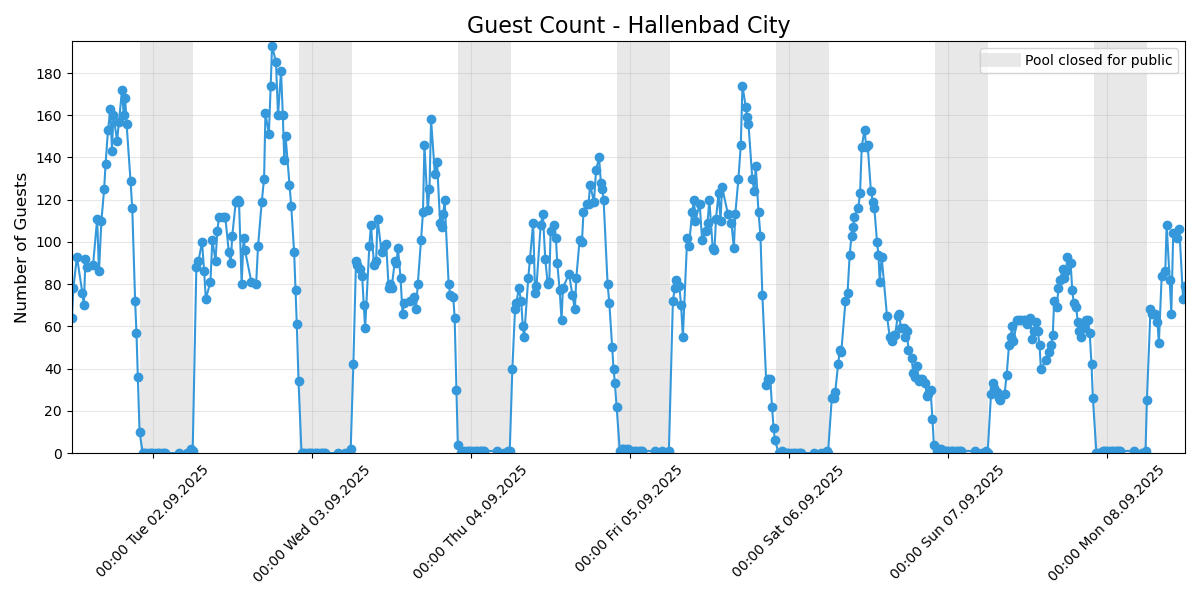 Guest Count - Hallenbad City
Pool closed for public
Number of Guests
180
160
140
120
100
80
60
40
20
0
00:00 Tue 02.09.2025
00:00 Wed 03.09.2025
00:00 Thu 04.09.2025
00:00 Fri 05.09.2025
00:00 Sat 06.09.2025
00:00 Sun 07.09.2025
00:00 Mon 08.09.2025